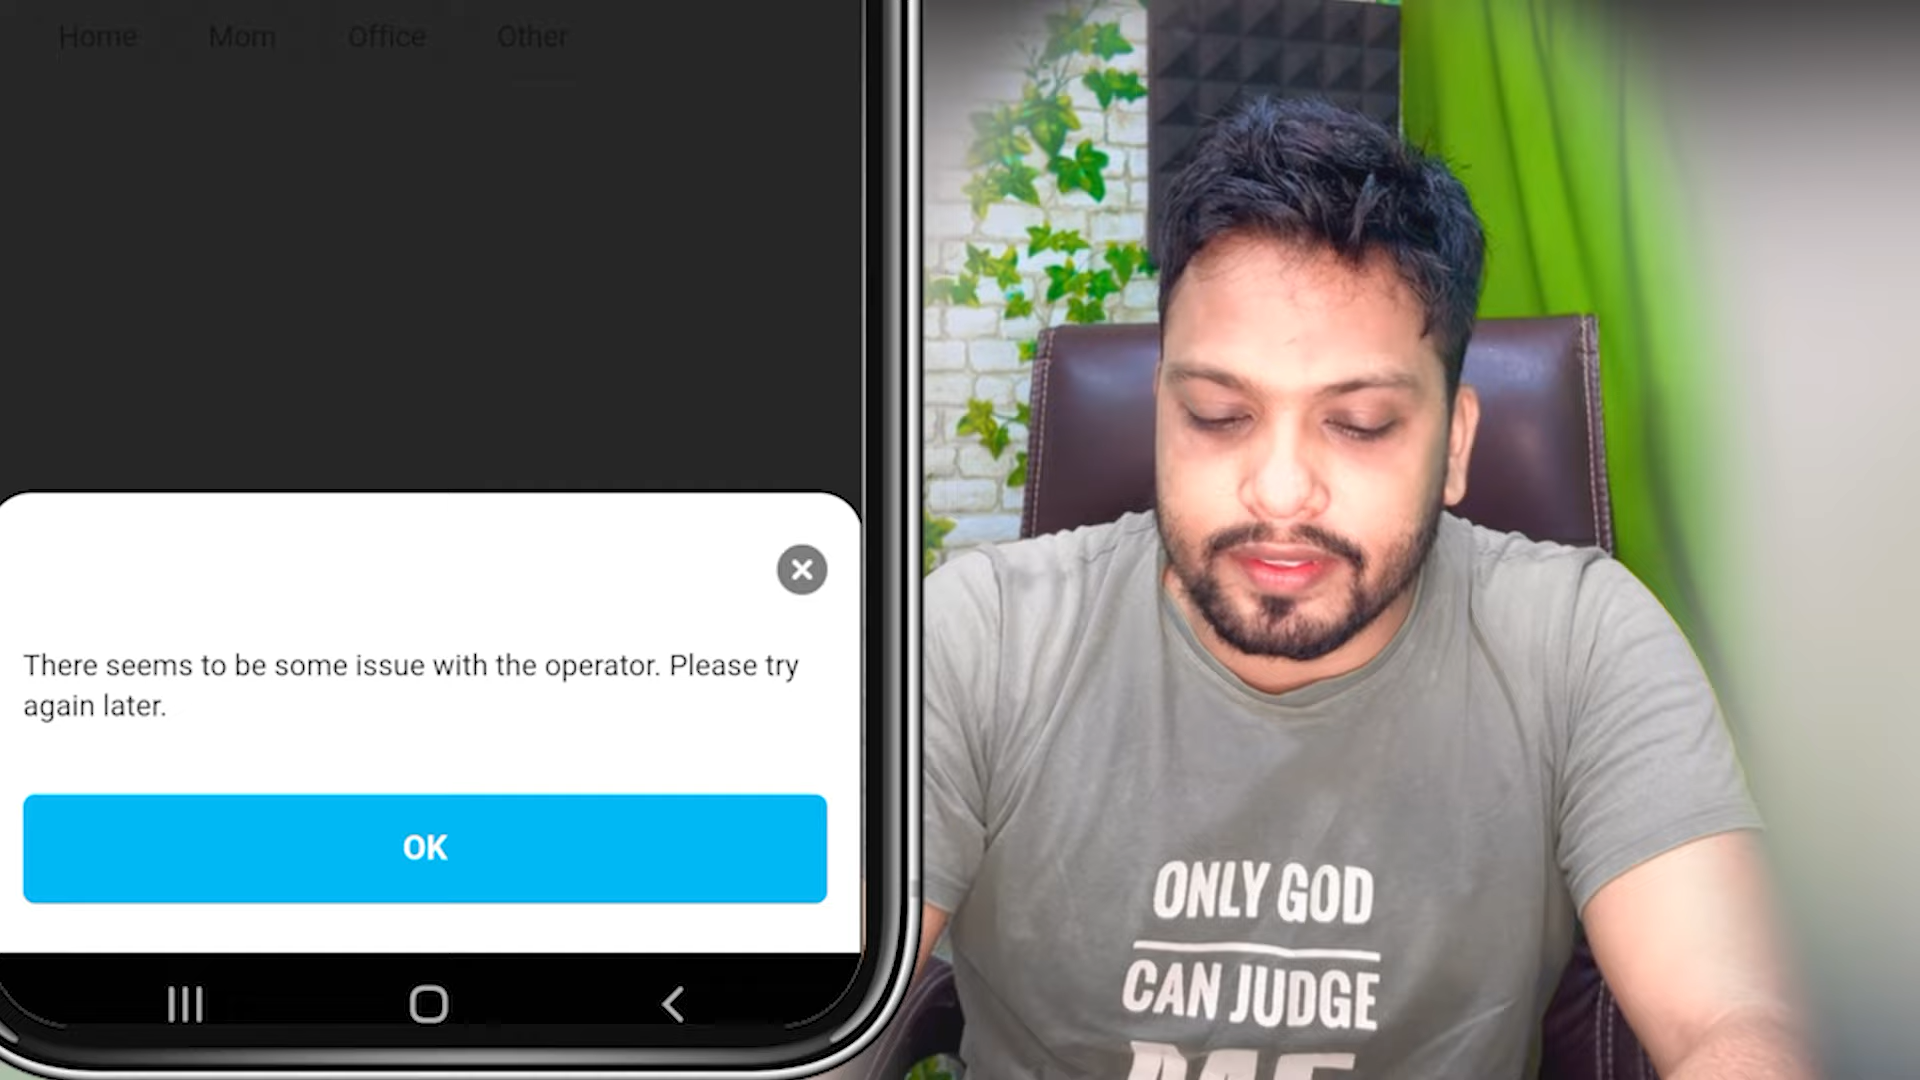 Home Mom Office Other
There seems to be some issue with the operator. Please try
again later.
OK
ONLY GOD
CAN JUDGE
ME